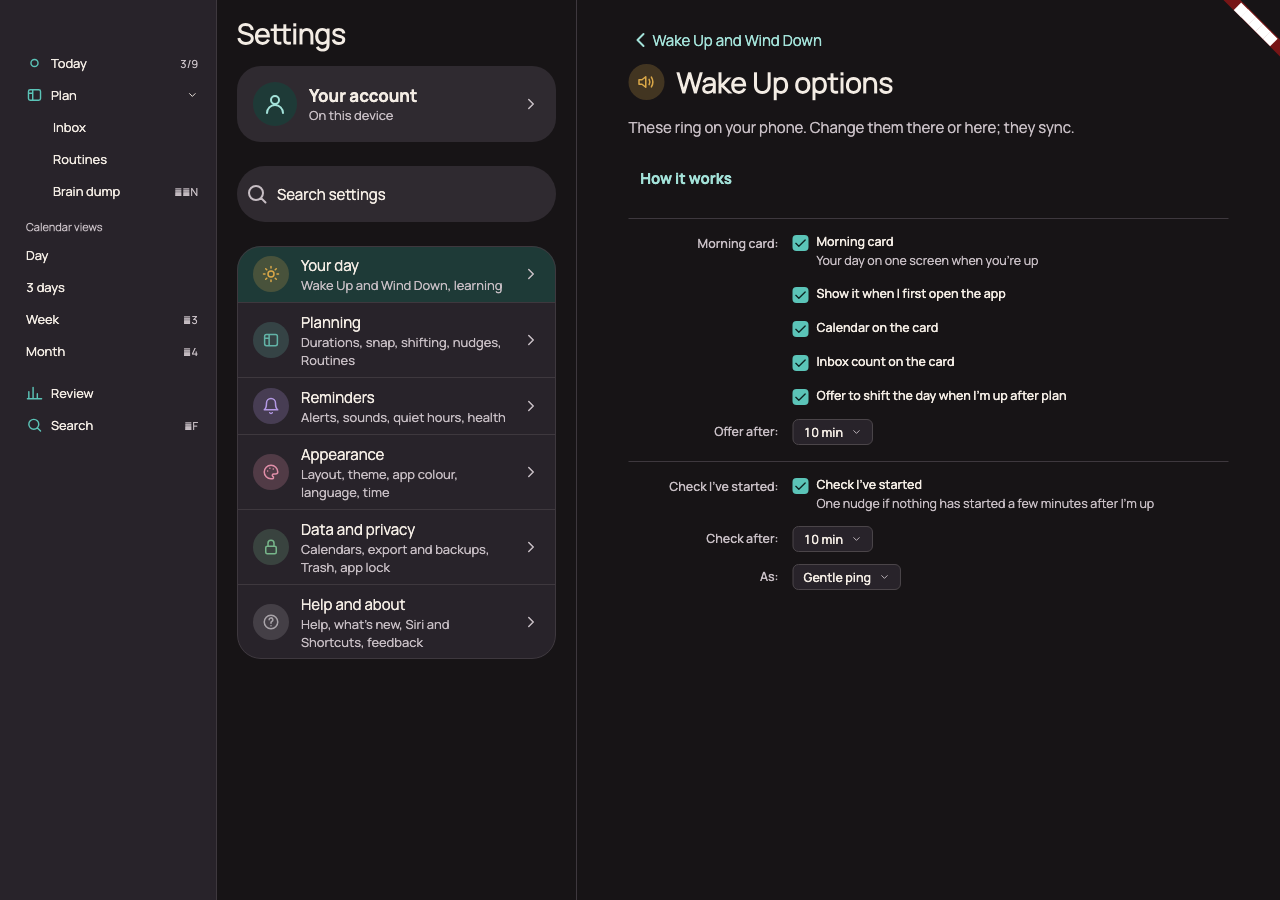 Today
3/9
Plan
Inbox
Routines
Brain dump
N
Calendar views
Day
3 days
Week
3
Month
4
Review
Search
F
Settings
Your account
On this device
Search settings
Your day
Wake Up and Wind Down, learning
Planning
Durations, snap, shifting, nudges,
Routines
Reminders
Alerts, sounds, quiet hours, health
Appearance
Layout, theme, app colour,
language, time
Data and privacy
Calendars, export and backups,
Trash, app lock
Help and about
Help, what's new, Siri and
Shortcuts, feedback
Wake Up and Wind Down
Wake Up options
These ring on your phone. Change them there or here; they sync.
How it works
Morning card:
Morning card
Your day on one screen when you're up
Show it when I first open the app
Calendar on the card
Inbox count on the card
Offer to shift the day when I'm up after plan
Offer after:
10 min
Check I've started:
Check I've started
One nudge if nothing has started a few minutes after I'm up
Check after:
10 min
As:
Gentle ping